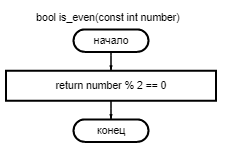 bool is_even(const int number)
начало
return number % 2 == 0
конец